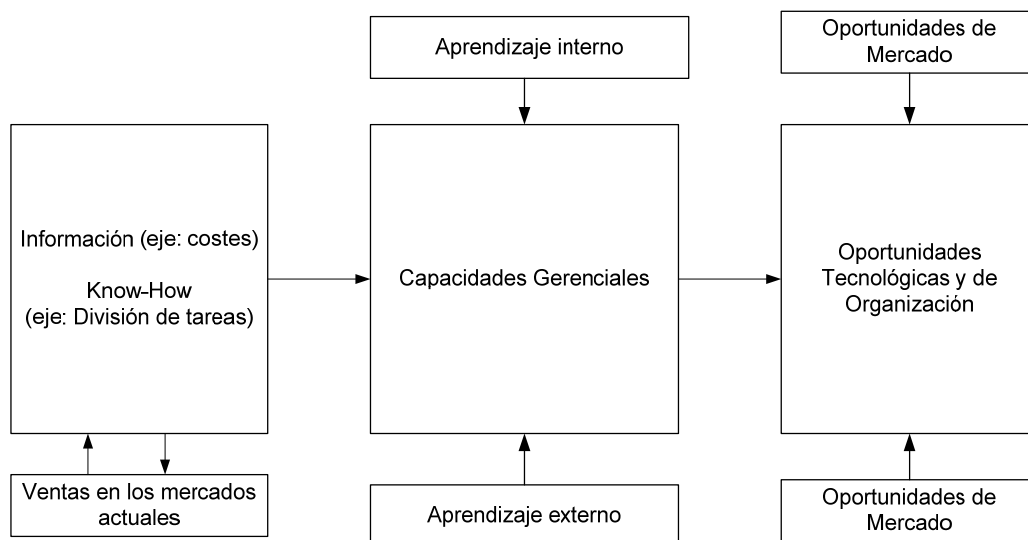 Aprendizaje interno
Oportunidades de
Mercado
Información (eje: costes)
Know-How
(eje: División de tareas)
Capacidades Gerenciales
Oportunidades
Tecnológicas y de
Organización
Ventas en los mercados
actuales
Aprendizaje externo
Oportunidades de
Mercado